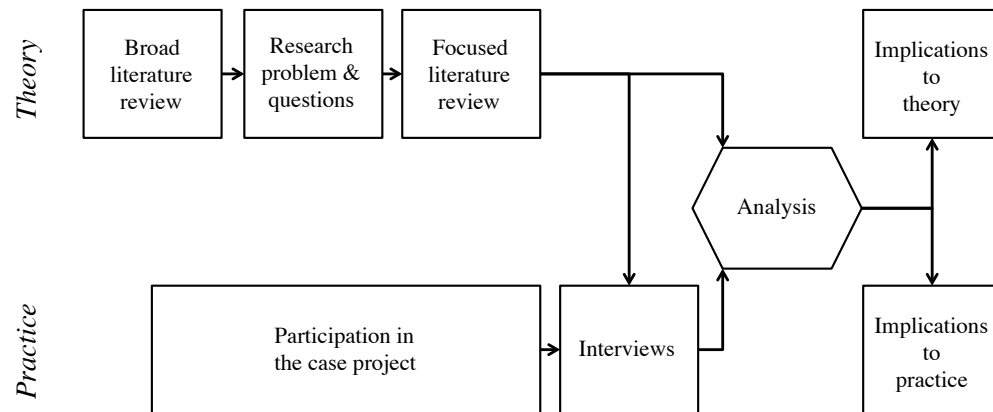 Theory
Broad
literature
review
Research
problem &
questions
Focused
literature
review
Implications
to
theory
Analysis
Practice
Participation in
the case project
Interviews
Implications
to
practice